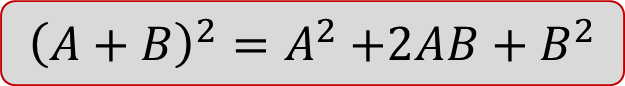 (A + B)² = A² +2AB + B²